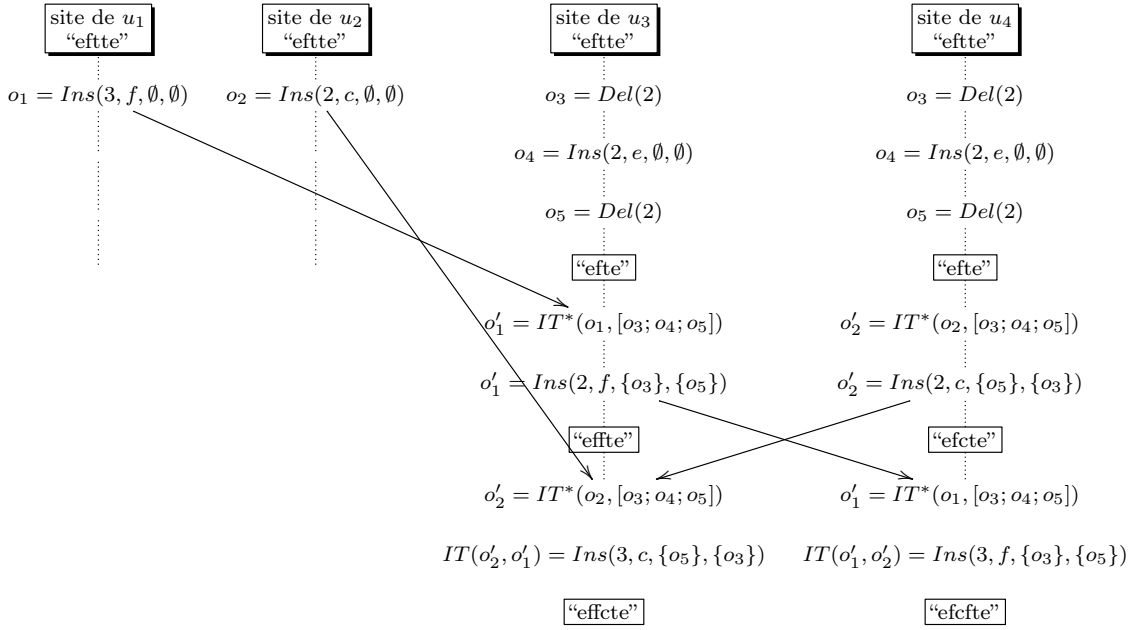 site de u₁ site de u₂ site de u₃ site de u₄
“eftte” “eftte” “eftte” “eftte”
o₁ = Ins(3, f, ∅, ∅) o₂ = Ins(2, c, ∅, ∅) o₃ = Del(2) o₃ = Del(2)
o₄ = Ins(2, e, ∅, ∅) o₄ = Ins(2, e, ∅, ∅)
o₅ = Del(2) o₅ = Del(2)
“efte” “efte”
o′₁ = IT*(o₁, [o₃; o₄; o₅]) o′₂ = IT*(o₂, [o₃; o₄; o₅])
o′₁ = Ins(2, f, {o₃}, {o₅}) o′₂ = Ins(2, c, {o₅}, {o₃})
“effte” “efcte”
o′₂ = IT*(o₂, [o₃; o₄; o₅]) o′₁ = IT*(o₁, [o₃; o₄; o₅])
IT(o′₂, o′₁) = Ins(3, c, {o₅}, {o₃}) IT(o′₁, o′₂) = Ins(3, f, {o₃}, {o₅})
“effcte” “efcfte”